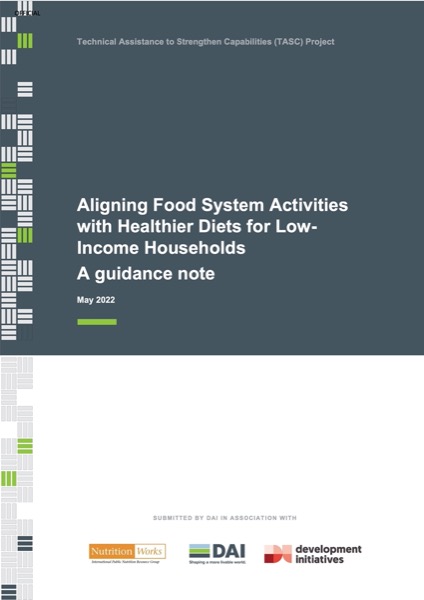 OFFICIAL
Technical Assistance to Strengthen Capabilities (TASC) Project
Aligning Food System Activities
with Healthier Diets for Low-
Income Households
A guidance note
May 2022
SUBMITTED BY DAI IN ASSOCIATION WITH
Nutrition Works
International Public Nutrition Resource Group
DAI
Shaping a more livable world.
development
initiatives